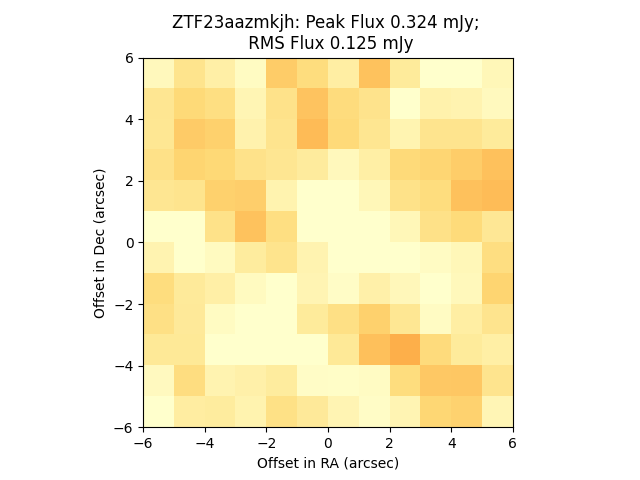 ZTF23aazmkjh: Peak Flux 0.324 mJy;
RMS Flux 0.125 mJy
6
4
2
0
−2
−4
−6
Offset in Dec (arcsec)
−6 −4 −2 0 2 4 6
Offset in RA (arcsec)